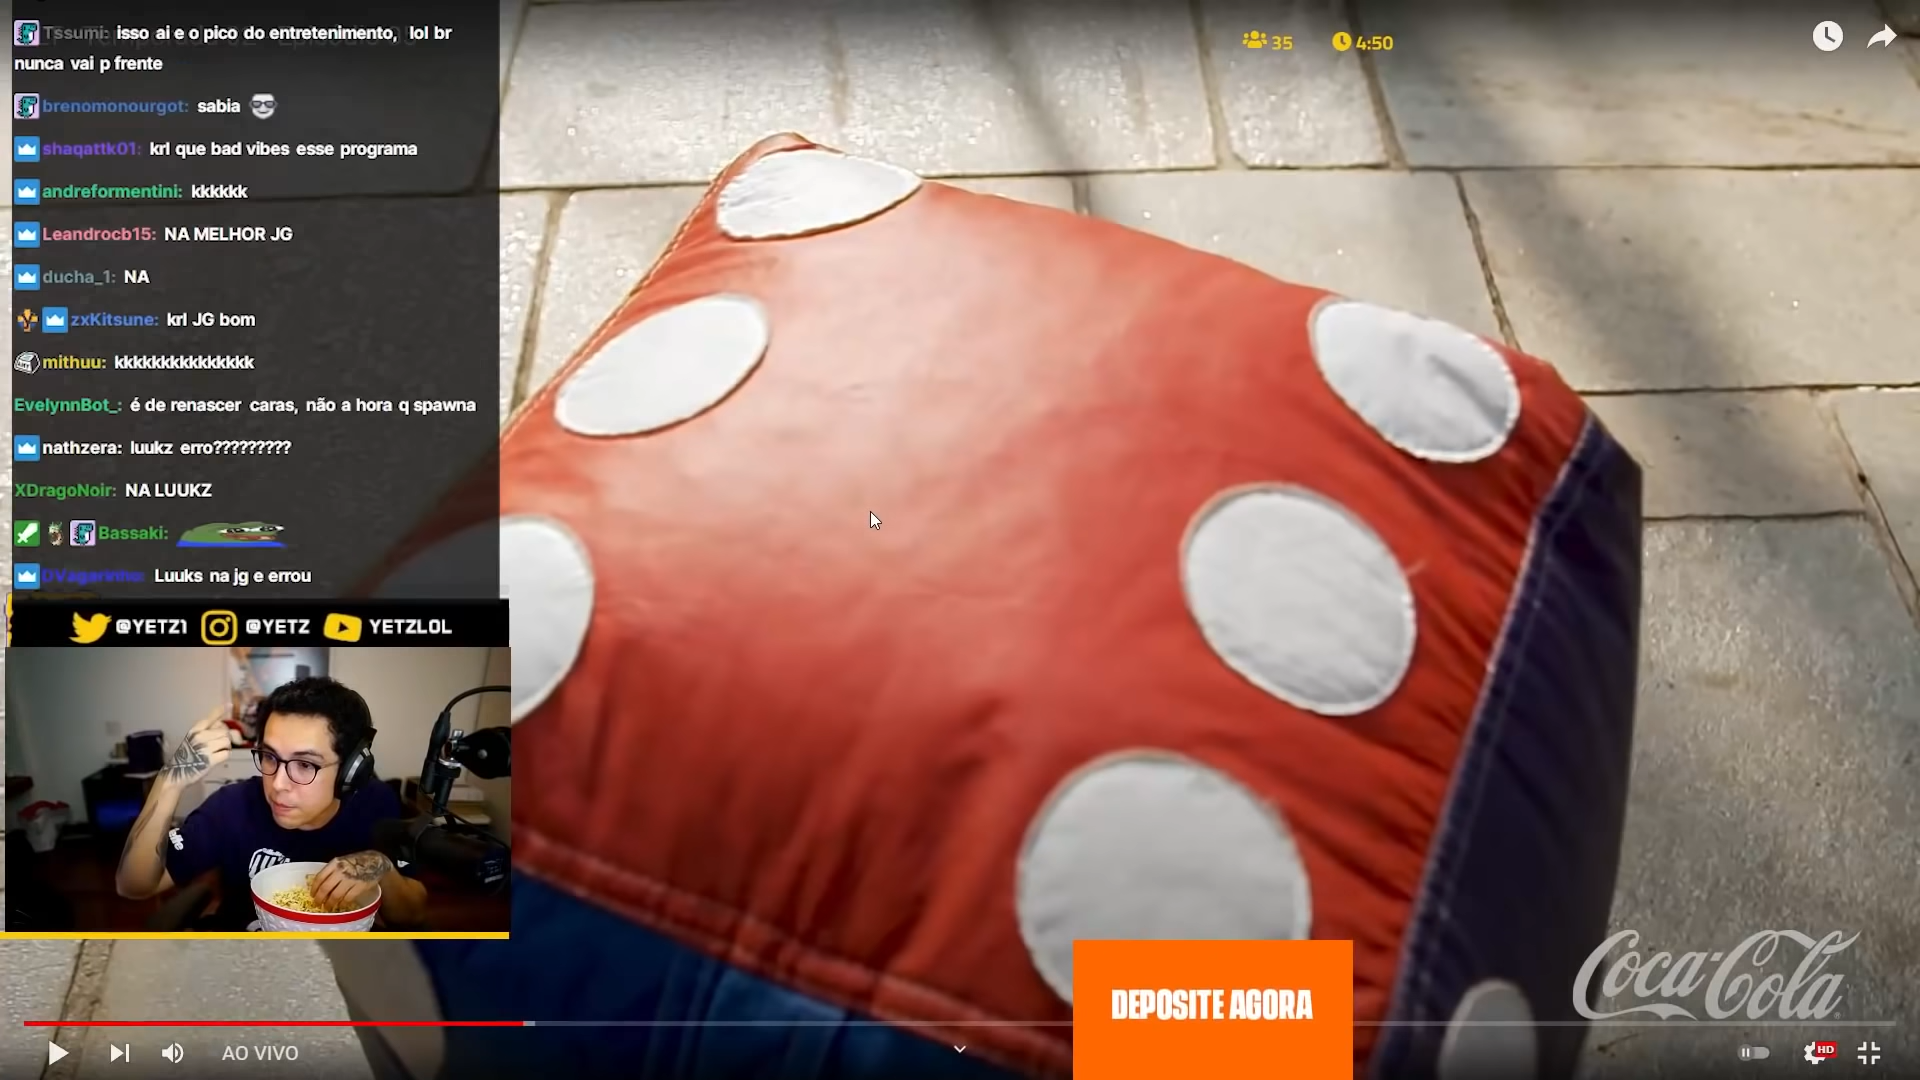 Tssumi: isso ai e o pico do entretenimento, lol br
nunca vai p frente
brenomonourgot: sabia
shaqattk01: krl que bad vibes esse programa
andreformentini: kkkkkk
Leandrocb15: NA MELHOR JG
ducha_1: NA
zxKitsune: krl JG bom
mithuu: kkkkkkkkkkkkkkk
EvelynnBot_: é de renascer caras, não a hora q spawna
nathzera: luukz erro?????????
XDragoNoir: NA LUUKZ
Bassaki:
DVagarinho: Luuks na jg e errou
@YETZ1 @YETZ YETZLOL
35 4:50
Coca-Cola
DEPOSITE AGORA
AO VIVO
HD